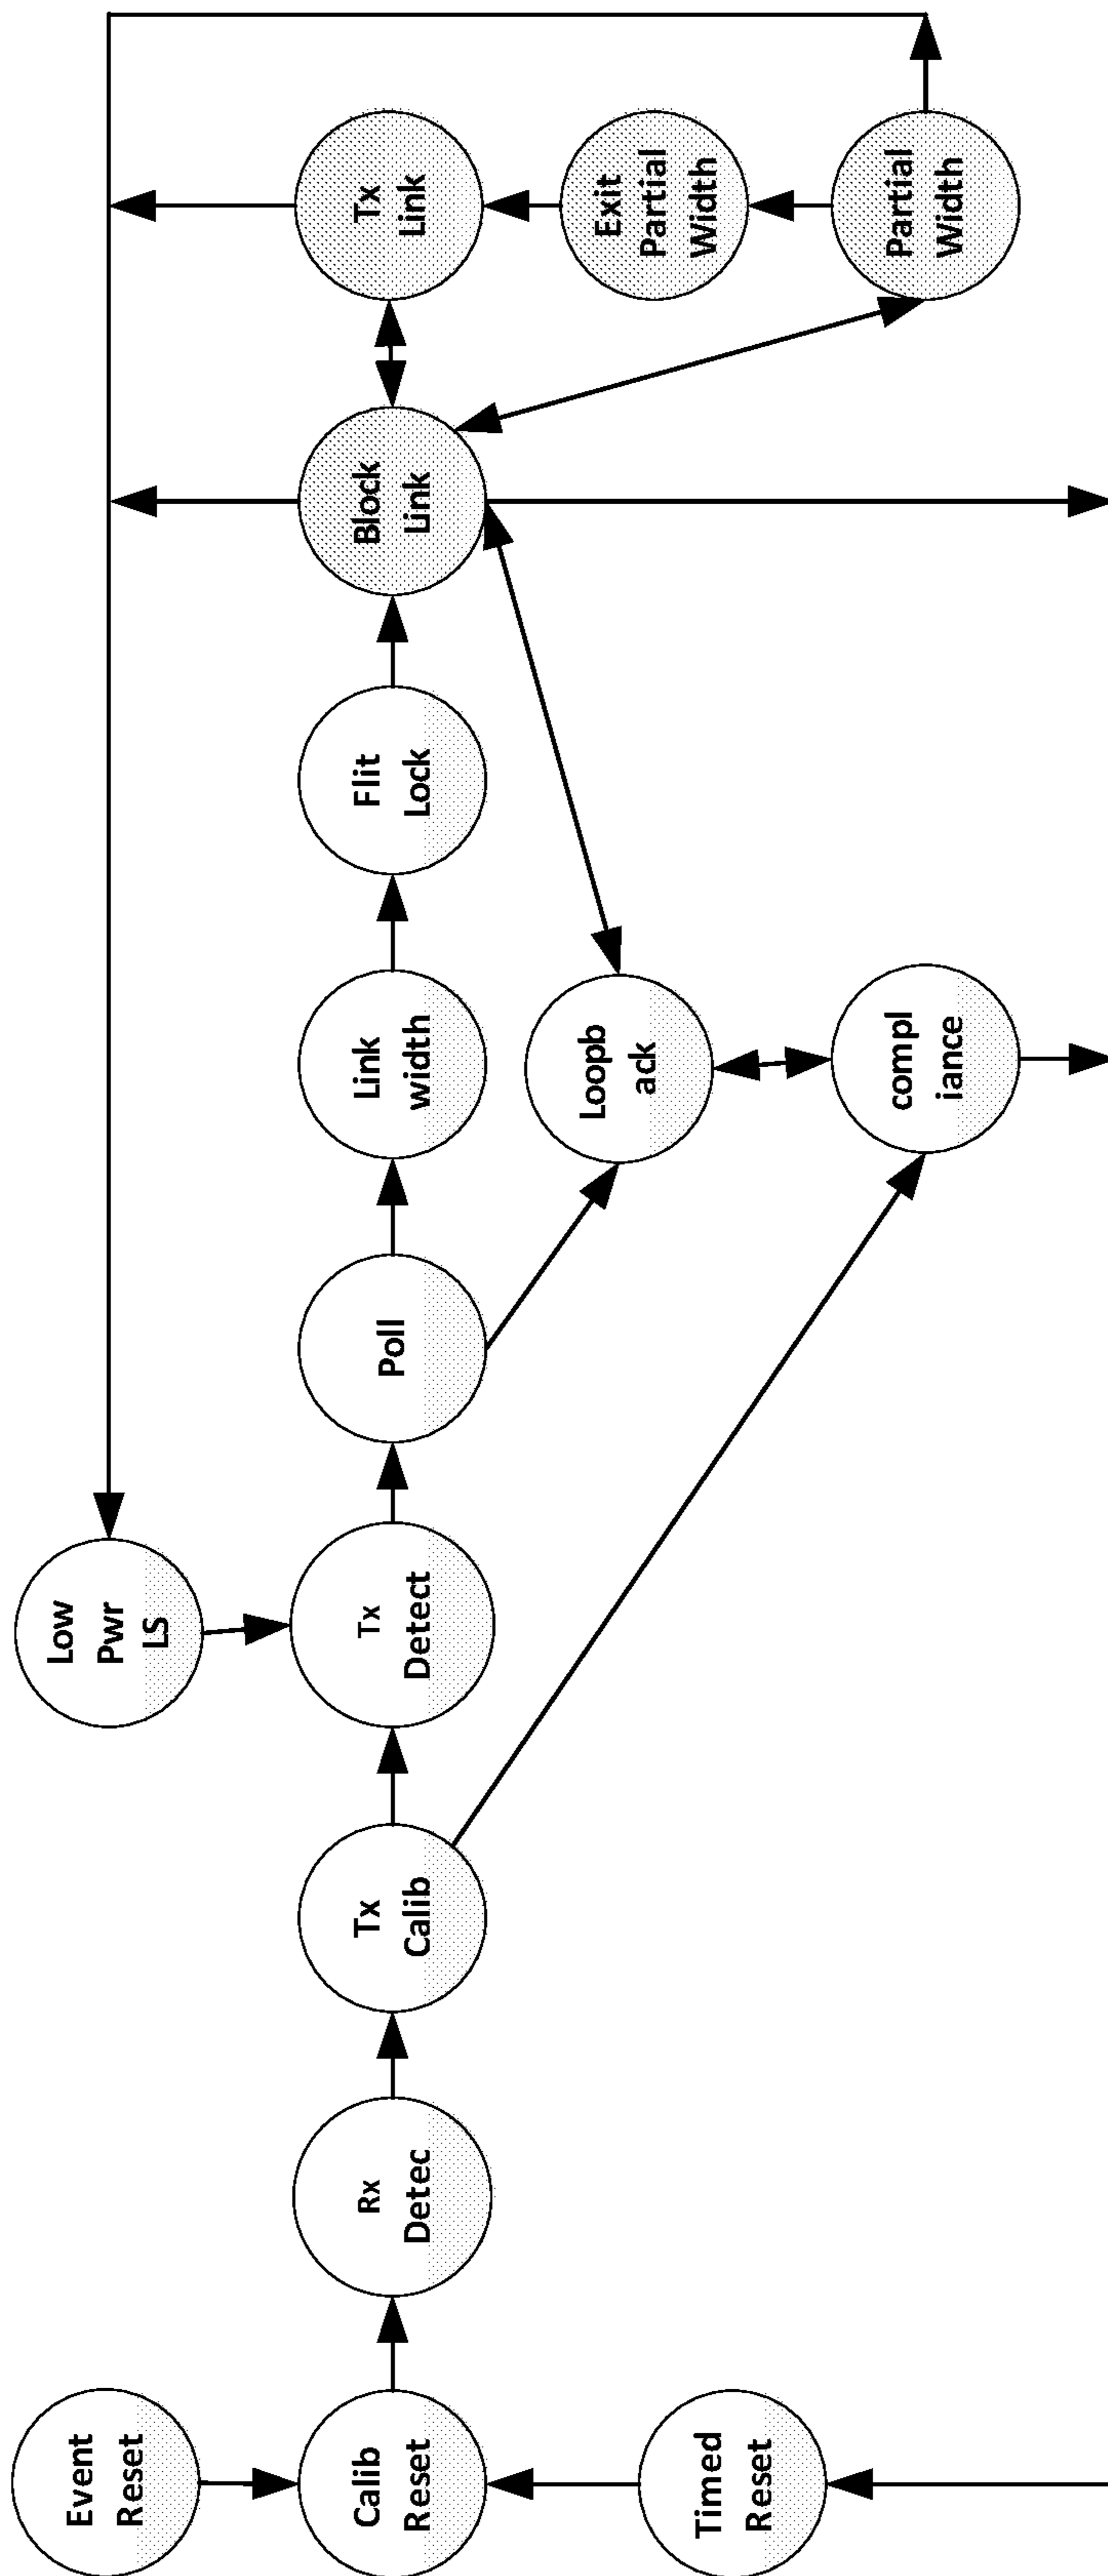 Event
Reset
Calib
Reset
Timed
Reset
Rx
Detec
Tx
Calib
Low
Pwr
LS
Tx
Detect
Poll
Link
width
Loopb
ack
compl
iance
Flit
Lock
Block
Link
Tx
Link
Exit
Partial
Width
Partial
Width